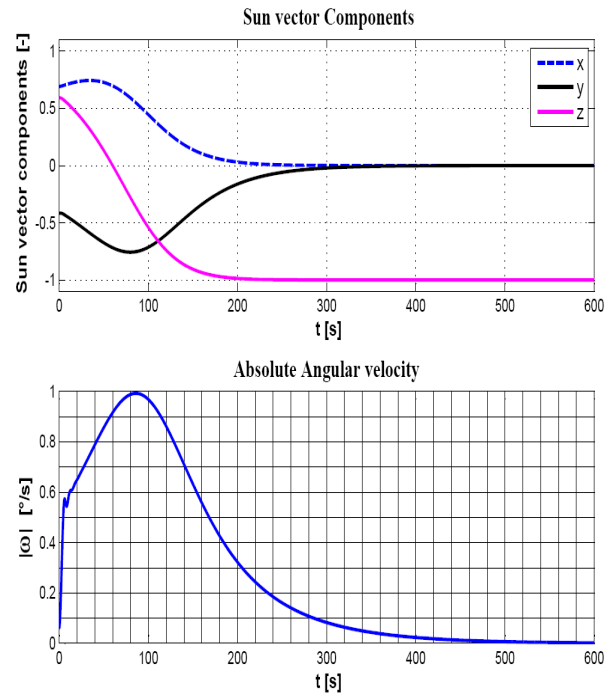 Sun vector Components
Sun vector components [-]
1
0.5
0
-0.5
-1
x
y
z
0 100 200 300 400 500 600
t [s]
Absolute Angular velocity
|ω| [°/s]
1
0.8
0.6
0.4
0.2
0
0 100 200 300 400 500 600
t [s]